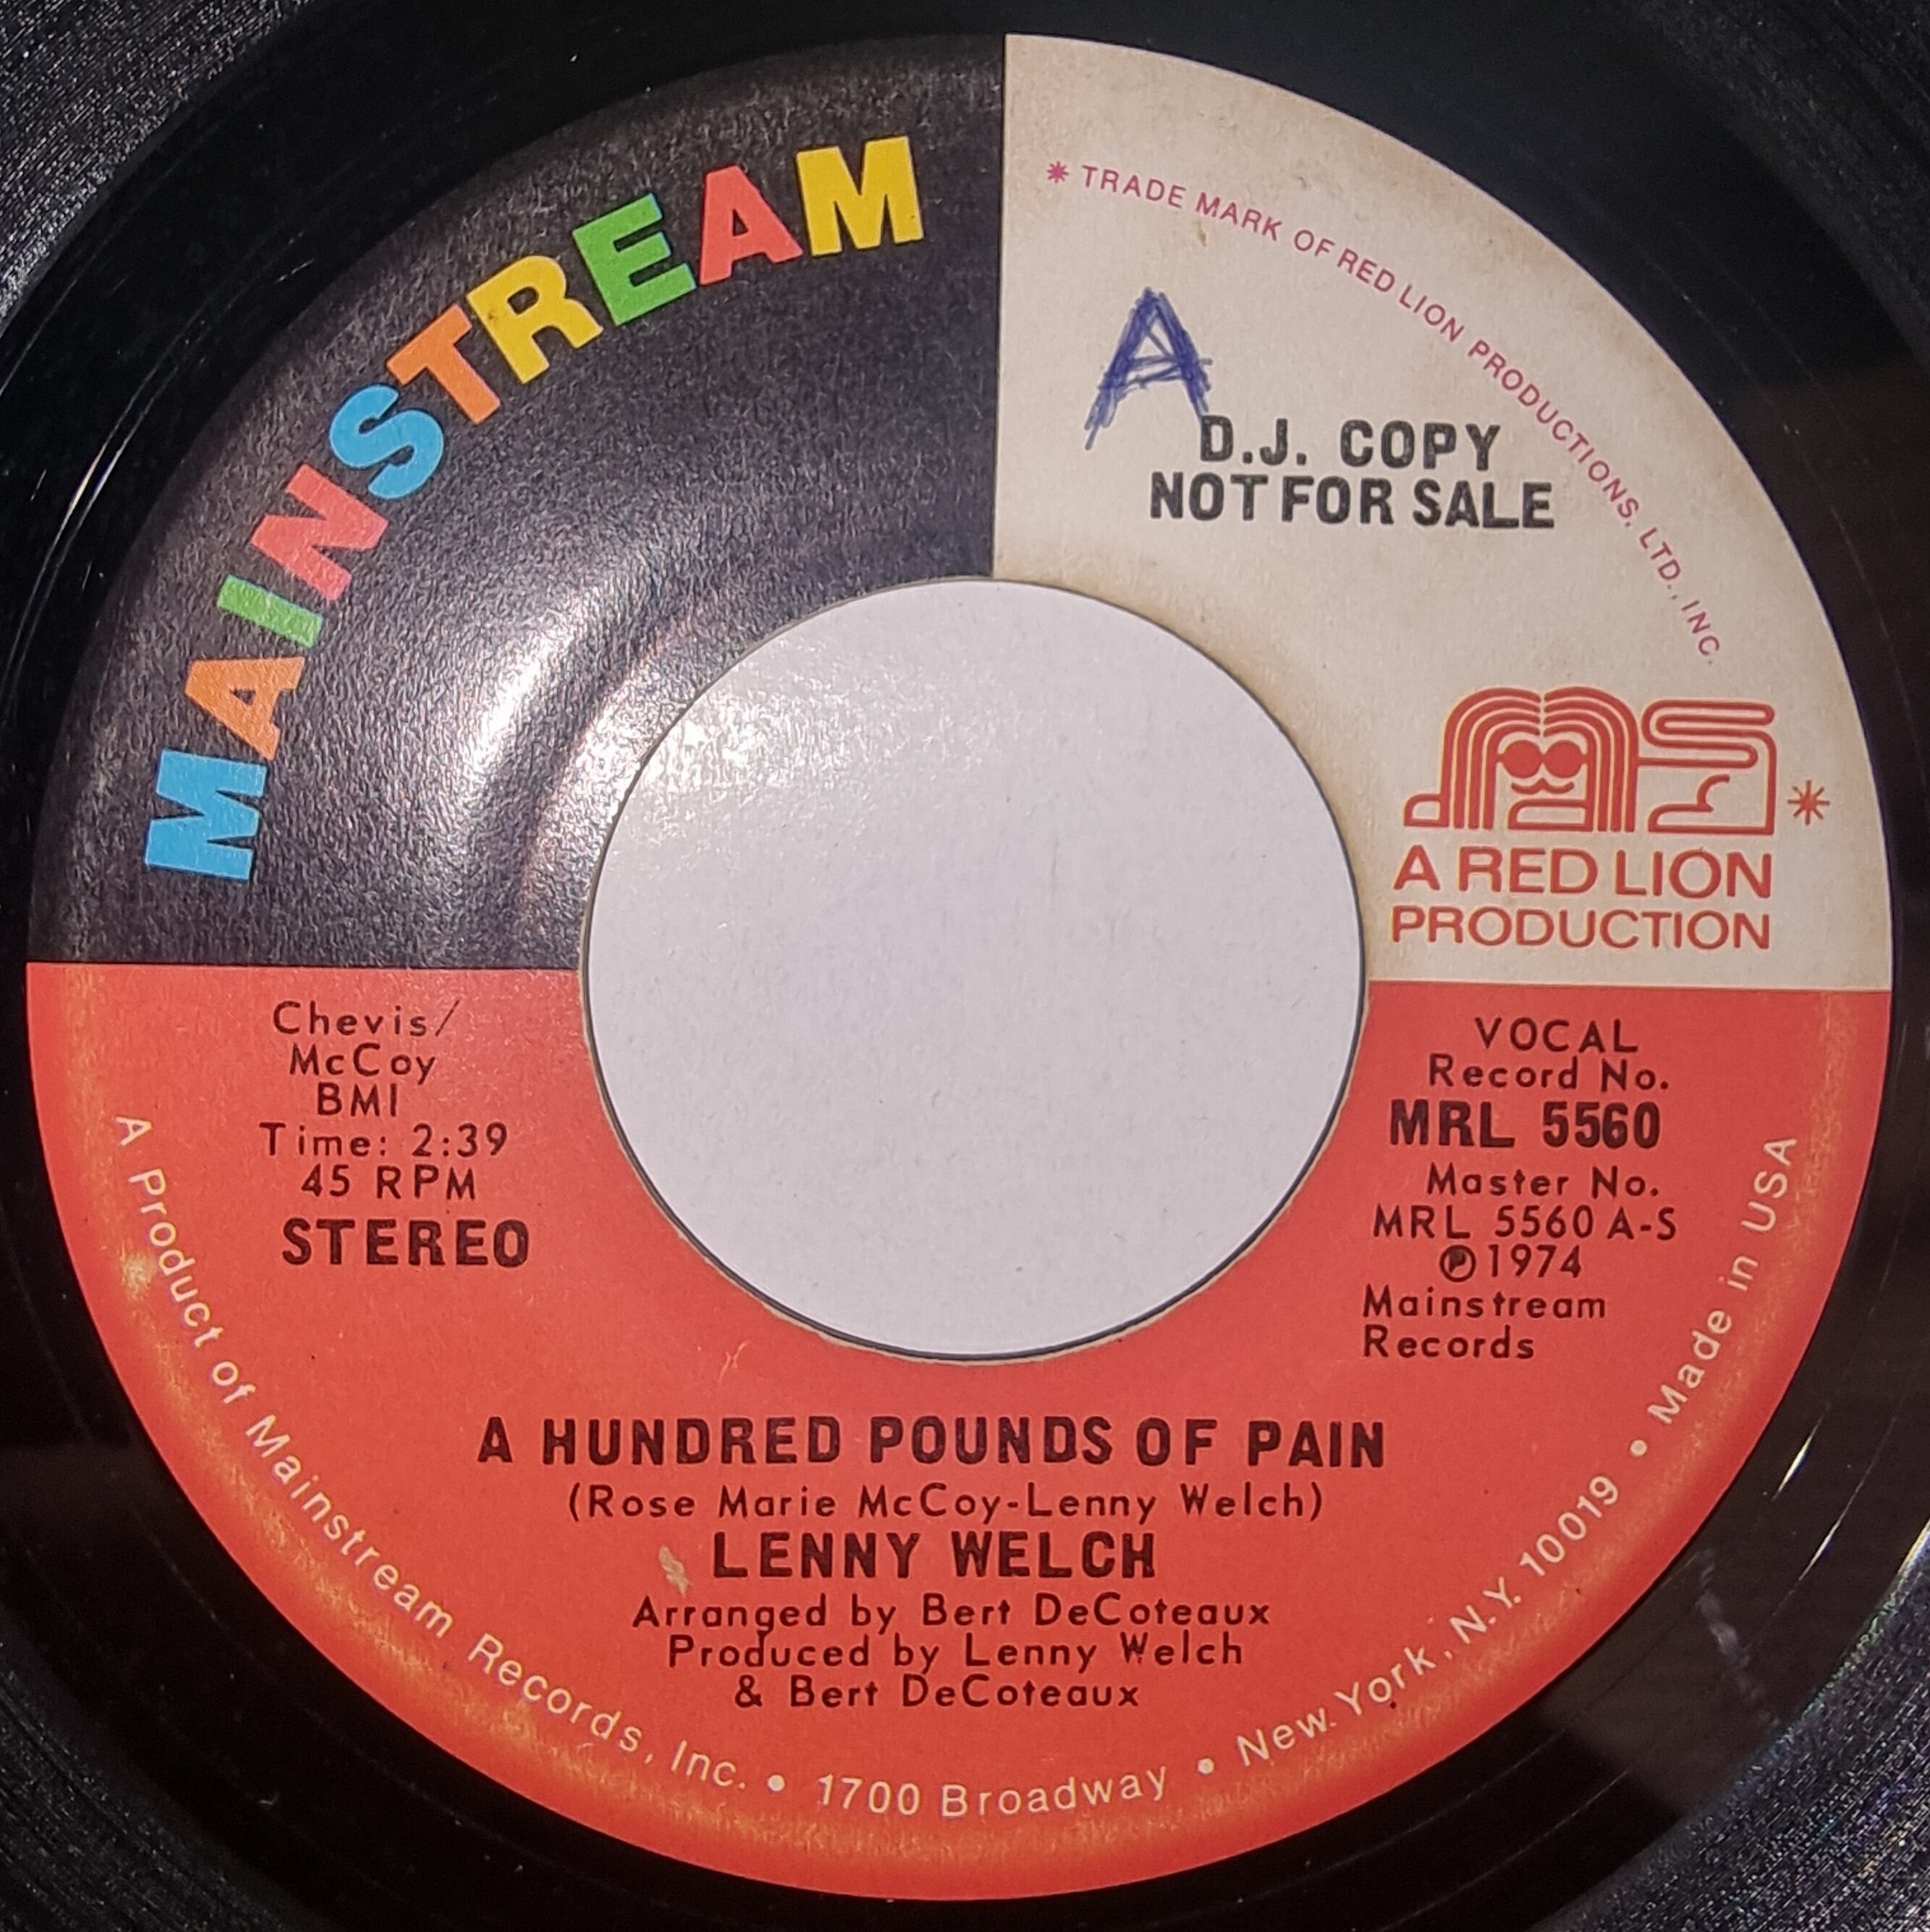 MAINSTREAM
* TRADE MARK OF RED LION PRODUCTIONS, LTD., INC.
A
D.J. COPY
NOT FOR SALE
*
A RED LION
PRODUCTION
Chevis/
McCoy
BMI
Time: 2:39
45 RPM
STEREO
VOCAL
Record No.
MRL 5560
Master No.
MRL 5560 A-S
℗1974
Mainstream
Records
A HUNDRED POUNDS OF PAIN
(Rose Marie McCoy-Lenny Welch)
LENNY WELCH
Arranged by Bert DeCoteaux
Produced by Lenny Welch
& Bert DeCoteaux
A Product of Mainstream Records, Inc. • 1700 Broadway • New York, N.Y. 10019 • Made in USA